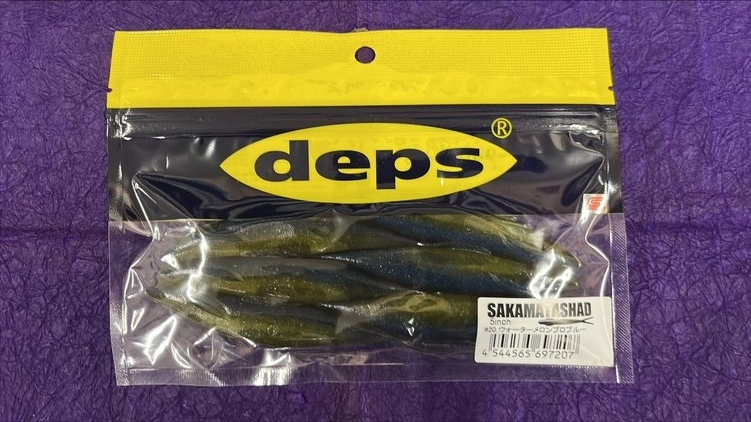 deps®
SAKAMATASHAD
5inch
#20 ウォーターメロンプロブルー
4 544565 697207